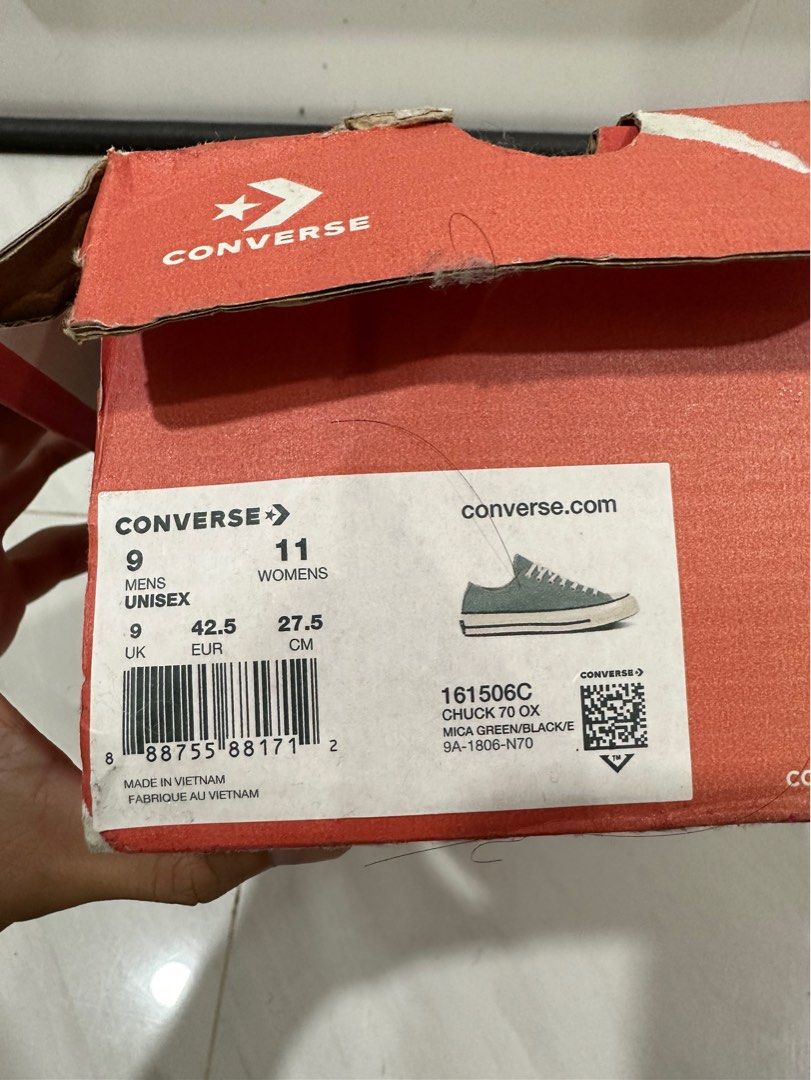 CONVERSE
CONVERSE
converse.com
9 11
MENS WOMENS
UNISEX
9 42.5 27.5
UK EUR CM
8 88755 88171 2
MADE IN VIETNAM
FABRIQUE AU VIETNAM
161506C
CHUCK 70 OX
MICA GREEN/BLACK/E
9A-1806-N70
CONVERSE
TM
CO